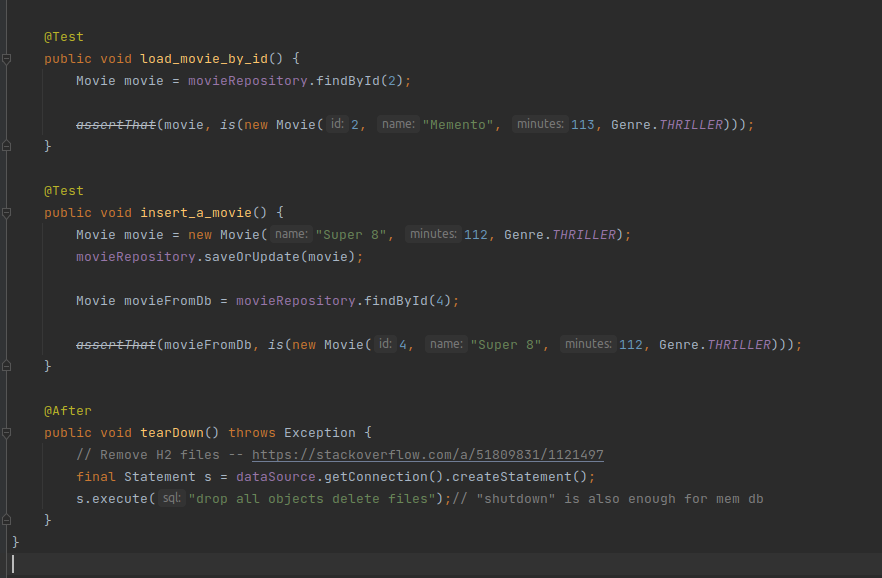 @Test
public void load_movie_by_id() {
Movie movie = movieRepository.findById(2);
assertThat(movie, is(new Movie( id: 2, name: "Memento", minutes: 113, Genre.THRILLER)));
}
@Test
public void insert_a_movie() {
Movie movie = new Movie( name: "Super 8", minutes: 112, Genre.THRILLER);
movieRepository.saveOrUpdate(movie);
Movie movieFromDb = movieRepository.findById(4);
assertThat(movieFromDb, is(new Movie( id: 4, name: "Super 8", minutes: 112, Genre.THRILLER)));
}
@After
public void tearDown() throws Exception {
// Remove H2 files -- https://stackoverflow.com/a/51809831/1121497
final Statement s = dataSource.getConnection().createStatement();
s.execute( sql: "drop all objects delete files");// "shutdown" is also enough for mem db
}
}